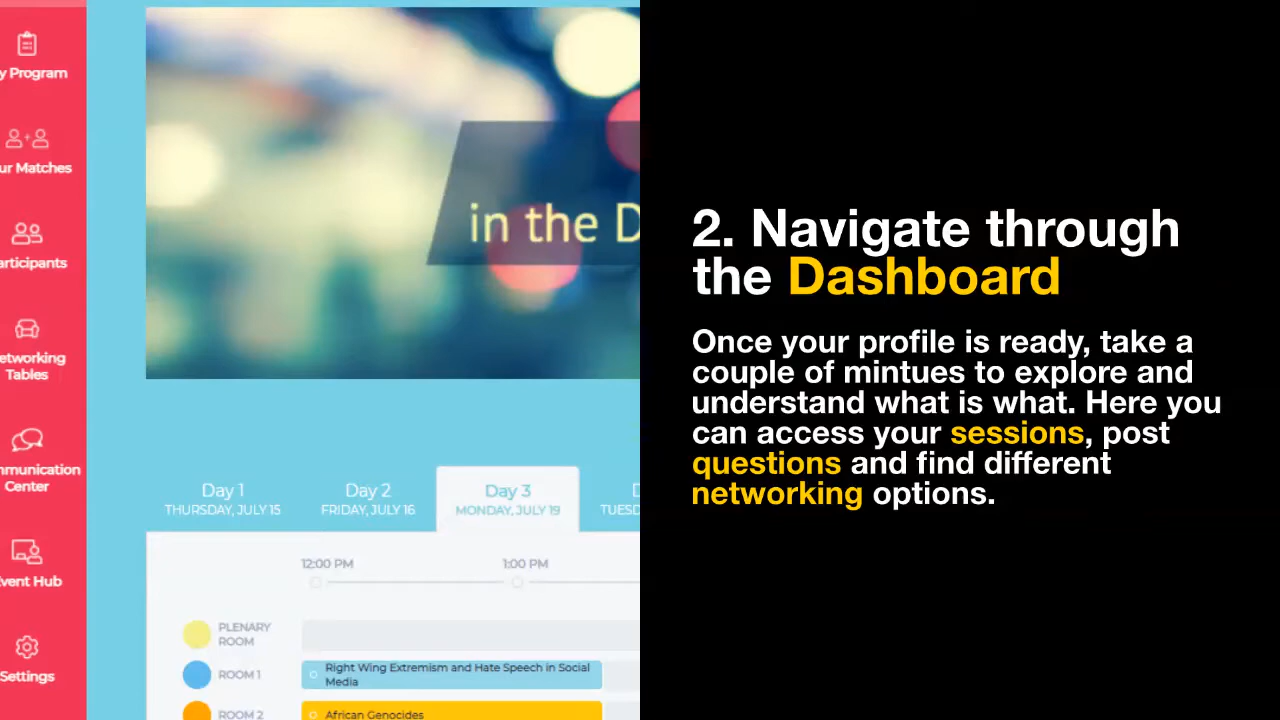 y Program
ur Matches
articipants
etworking
Tables
mmunication
Center
vent Hub
Settings
in the D
Day 1
THURSDAY, JULY 15
Day 2
FRIDAY, JULY 16
Day 3
MONDAY, JULY 19
D
TUESD
12:00 PM
1:00 PM
PLENARY
ROOM
ROOM 1
Right Wing Extremism and Hate Speech in Social
Media
ROOM 2
African Genocides
2. Navigate through
the Dashboard
Once your profile is ready, take a
couple of mintues to explore and
understand what is what. Here you
can access your sessions, post
questions and find different
networking options.